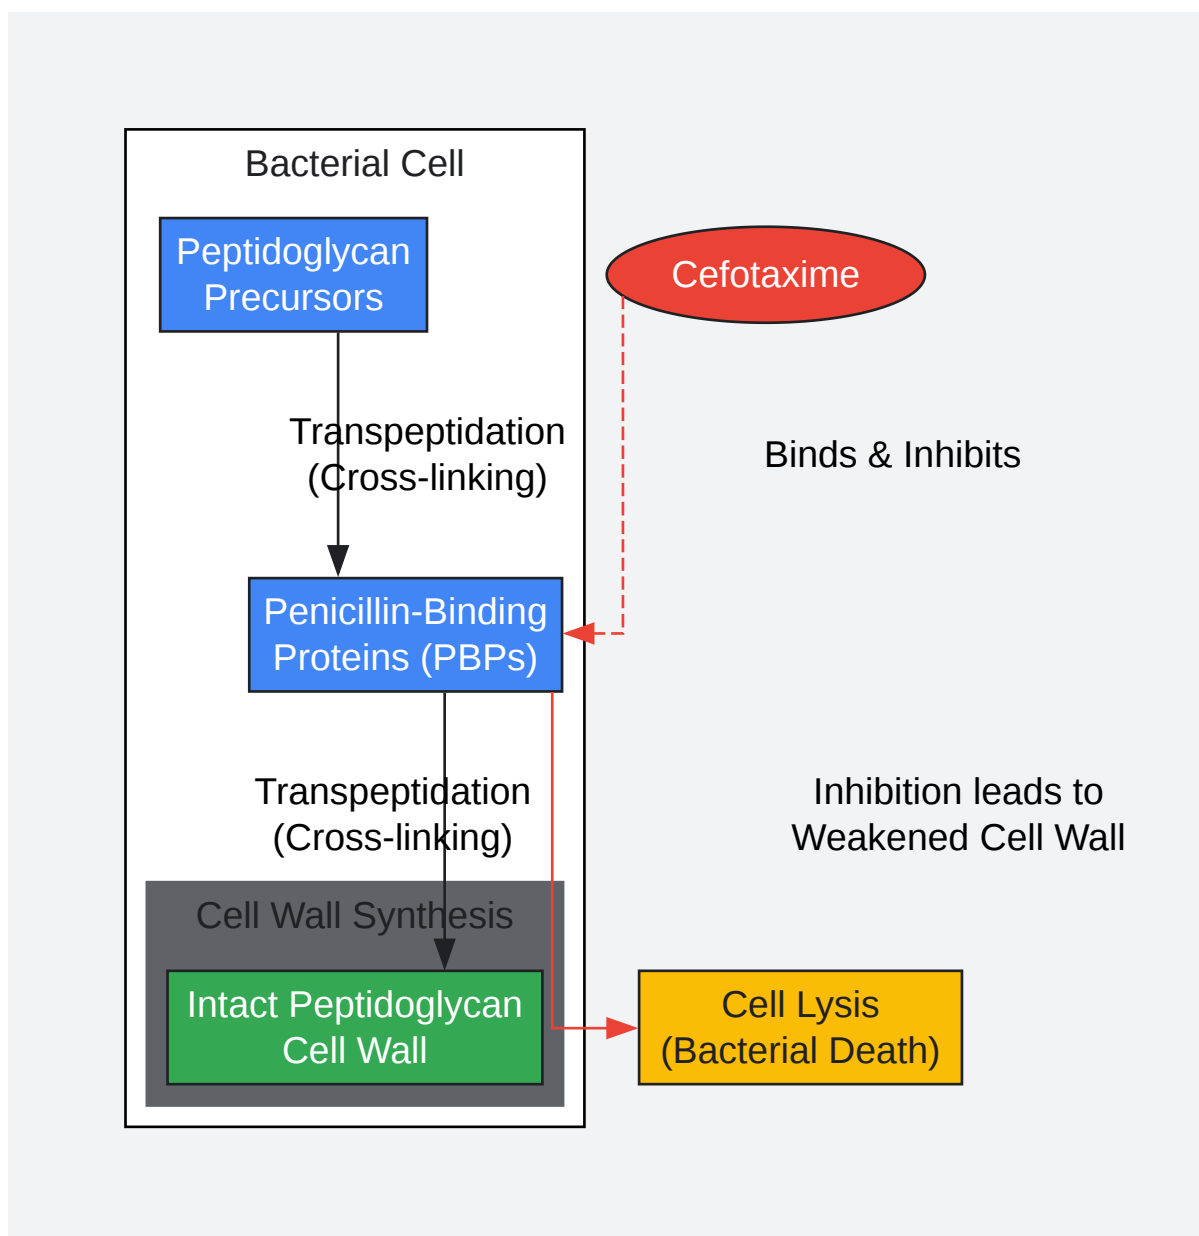 Bacterial Cell
Peptidoglycan
Precursors
Cefotaxime
Transpeptidation
(Cross-linking)
Binds & Inhibits
Penicillin-Binding
Proteins (PBPs)
Transpeptidation
(Cross-linking)
Inhibition leads to
Weakened Cell Wall
Cell Wall Synthesis
Intact Peptidoglycan
Cell Wall
Cell Lysis
(Bacterial Death)